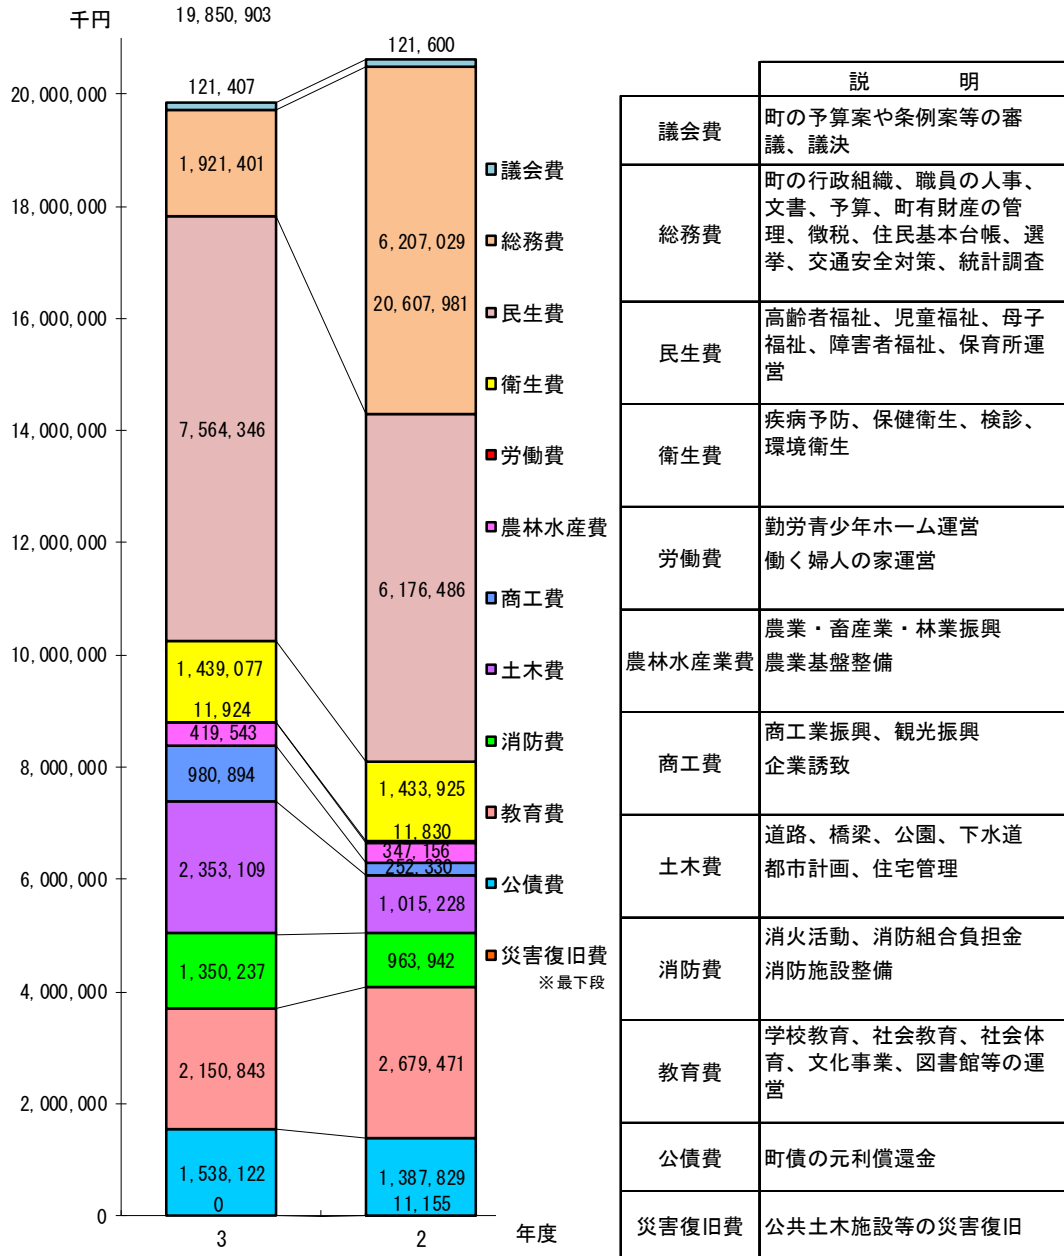 千円
19,850,903
20,000,000
18,000,000
16,000,000
14,000,000
12,000,000
10,000,000
8,000,000
6,000,000
4,000,000
2,000,000
0
121,407
1,921,401
7,564,346
1,439,077
11,924
419,543
980,894
2,353,109
1,350,237
2,150,843
1,538,122
0
3
121,600
6,207,029
20,607,981
6,176,486
1,433,925
11,830
347,156
252,330
1,015,228
963,942
2,679,471
1,387,829
11,155
2
年度
議会費
総務費
民生費
衛生費
労働費
農林水産費
商工費
土木費
消防費
教育費
公債費
災害復旧費
※最下段
説 明
議会費
町の予算案や条例案等の審
議、議決
総務費
町の行政組織、職員の人事、
文書、予算、町有財産の管
理、徴税、住民基本台帳、選
挙、交通安全対策、統計調査
民生費
高齢者福祉、児童福祉、母子
福祉、障害者福祉、保育所運
営
衛生費
疾病予防、保健衛生、検診、
環境衛生
労働費
勤労青少年ホーム運営
働く婦人の家運営
農林水産業費
農業・畜産業・林業振興
農業基盤整備
商工費
商工業振興、観光振興
企業誘致
土木費
道路、橋梁、公園、下水道
都市計画、住宅管理
消防費
消火活動、消防組合負担金
消防施設整備
教育費
学校教育、社会教育、社会体
育、文化事業、図書館等の運
営
公債費
町債の元利償還金
災害復旧費
公共土木施設等の災害復旧